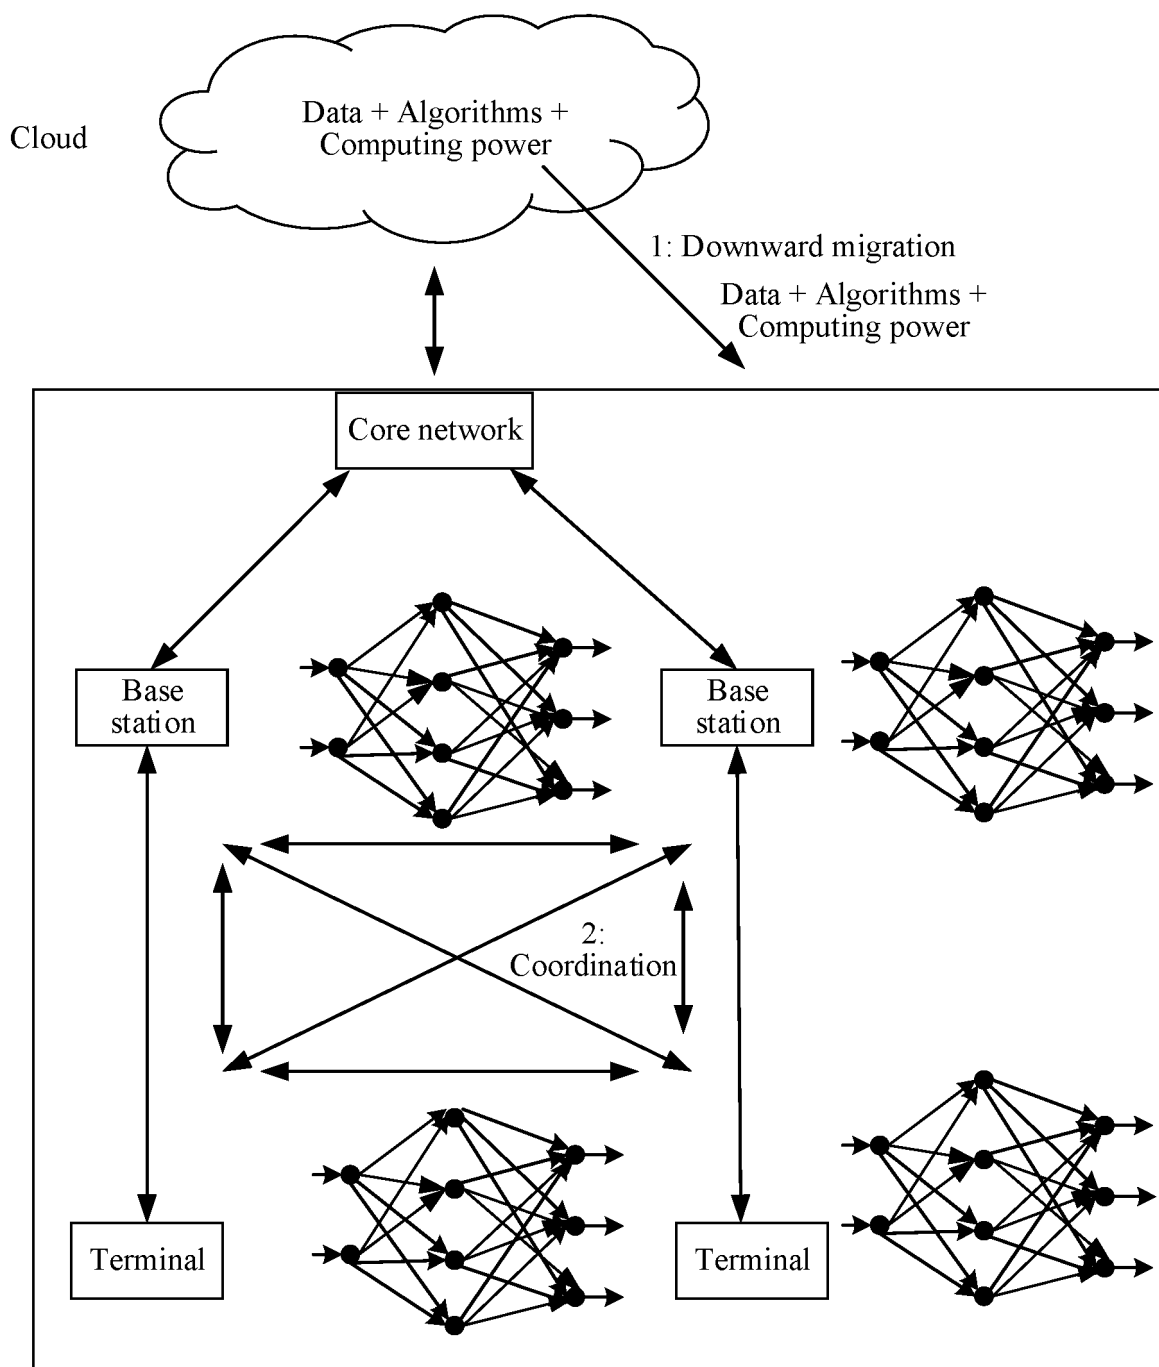 Data + Algorithms +
Computing power
Cloud
1: Downward migration
Data + Algorithms +
Computing power
Core network
Base
station
Base
station
2:
Coordination
Terminal
Terminal